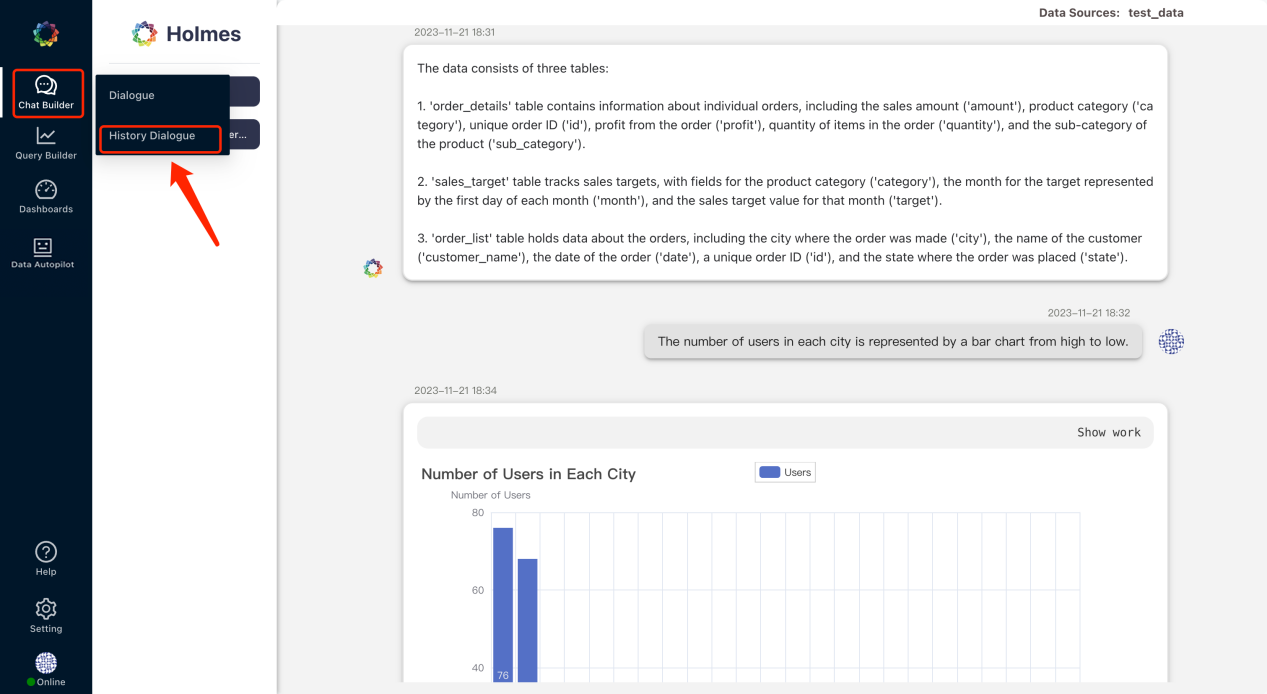 Data Sources: test_data
Holmes
Chat Builder
Query Builder
Dashboards
Data Autopilot
Help
Setting
Online
Dialogue
History Dialogue
er...
2023-11-21 18:31
The data consists of three tables:
1. 'order_details' table contains information about individual orders, including the sales amount ('amount'), product category ('ca
tegory'), unique order ID ('id'), profit from the order ('profit'), quantity of items in the order ('quantity'), and the sub-category of
the product ('sub_category').
2. 'sales_target' table tracks sales targets, with fields for the product category ('category'), the month for the target represented
by the first day of each month ('month'), and the sales target value for that month ('target').
3. 'order_list' table holds data about the orders, including the city where the order was made ('city'), the name of the customer
('customer_name'), the date of the order ('date'), a unique order ID ('id'), and the state where the order was placed ('state').
2023-11-21 18:32
The number of users in each city is represented by a bar chart from high to low.
2023-11-21 18:34
Show work
Number of Users in Each City
Users
Number of Users
80
60
40
76